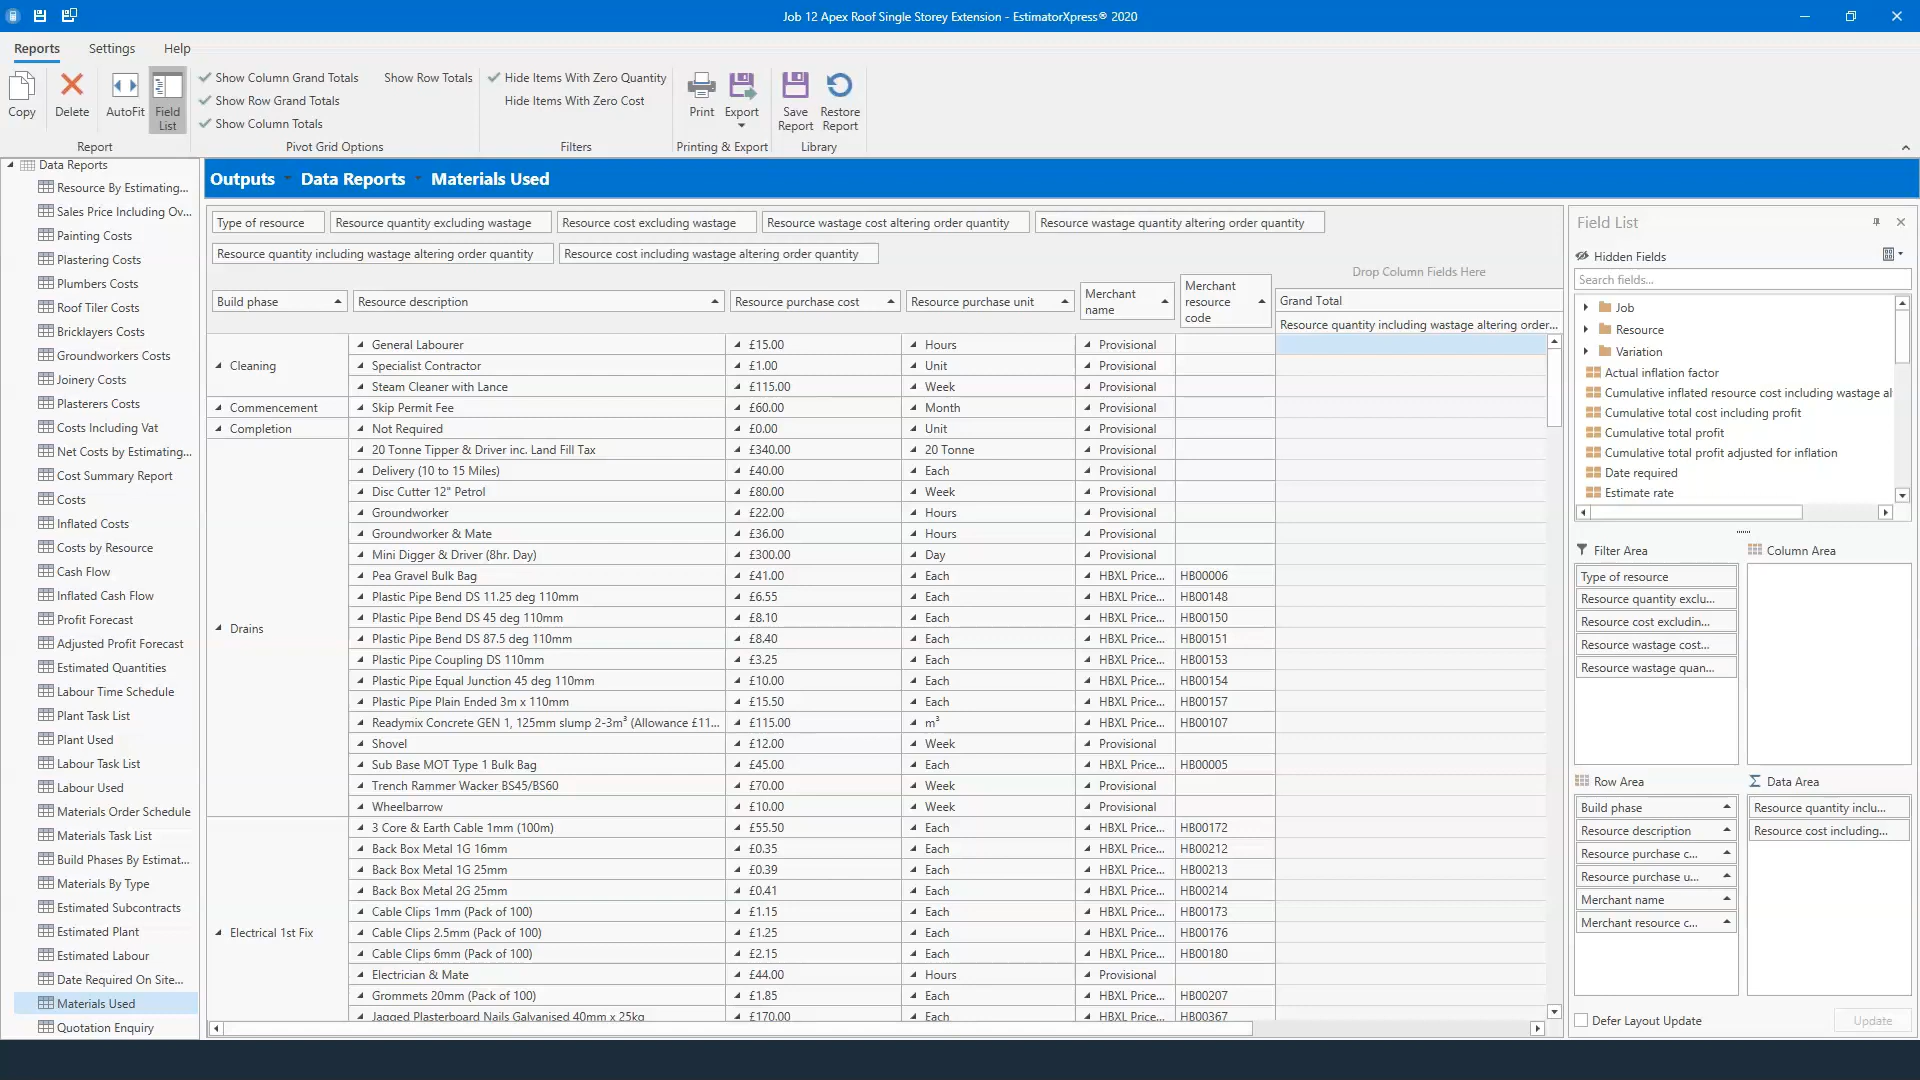 Job 12 Apex Roof Single Storey Extension - EstimatorXpress® 2020
Reports Settings Help
Copy
Delete
AutoFit
Field List
Show Column Grand Totals
Show Row Grand Totals
Show Column Totals
Show Row Totals
Hide Items With Zero Quantity
Hide Items With Zero Cost
Print
Export
Save Report
Restore Report
Report
Pivot Grid Options
Filters
Printing & Export
Library
Data Reports
Resource By Estimating...
Sales Price Including Ov...
Painting Costs
Plastering Costs
Plumbers Costs
Roof Tiler Costs
Bricklayers Costs
Groundworkers Costs
Joinery Costs
Plasterers Costs
Costs Including Vat
Net Costs by Estimating...
Cost Summary Report
Costs
Inflated Costs
Costs by Resource
Cash Flow
Inflated Cash Flow
Profit Forecast
Adjusted Profit Forecast
Estimated Quantities
Labour Time Schedule
Plant Task List
Plant Used
Labour Task List
Labour Used
Materials Order Schedule
Materials Task List
Build Phases By Estimat...
Materials By Type
Estimated Subcontracts
Estimated Plant
Estimated Labour
Date Required On Site...
Materials Used
Quotation Enquiry
Outputs Data Reports Materials Used
Type of resource
Resource quantity excluding wastage
Resource cost excluding wastage
Resource wastage cost altering order quantity
Resource wastage quantity altering order quantity
Resource quantity including wastage altering order quantity
Resource cost including wastage altering order quantity
Drop Column Fields Here
Build phase
Resource description
Resource purchase cost
Resource purchase unit
Merchant name
Merchant resource code
Grand Total
Resource quantity including wastage altering order...
Cleaning
General Labourer £15.00 Hours Provisional
Specialist Contractor £1.00 Unit Provisional
Steam Cleaner with Lance £115.00 Week Provisional
Commencement Skip Permit Fee £60.00 Month Provisional
Completion Not Required £0.00 Unit Provisional
Drains
20 Tonne Tipper & Driver inc. Land Fill Tax £340.00 20 Tonne Provisional
Delivery (10 to 15 Miles) £40.00 Each Provisional
Disc Cutter 12" Petrol £80.00 Week Provisional
Groundworker £22.00 Hours Provisional
Groundworker & Mate £36.00 Hours Provisional
Mini Digger & Driver (8hr. Day) £300.00 Day Provisional
Pea Gravel Bulk Bag £41.00 Each HBXL Price... HB00006
Plastic Pipe Bend DS 11.25 deg 110mm £6.55 Each HBXL Price... HB00148
Plastic Pipe Bend DS 45 deg 110mm £8.10 Each HBXL Price... HB00150
Plastic Pipe Bend DS 87.5 deg 110mm £8.40 Each HBXL Price... HB00151
Plastic Pipe Coupling DS 110mm £3.25 Each HBXL Price... HB00153
Plastic Pipe Equal Junction 45 deg 110mm £10.00 Each HBXL Price... HB00154
Plastic Pipe Plain Ended 3m x 110mm £15.50 Each HBXL Price... HB00157
Readymix Concrete GEN 1, 125mm slump 2-3m³ (Allowance £11... £115.00 m³ HBXL Price... HB00107
Shovel £12.00 Week Provisional
Sub Base MOT Type 1 Bulk Bag £45.00 Each HBXL Price... HB00005
Trench Rammer Wacker BS45/BS60 £70.00 Week Provisional
Wheelbarrow £10.00 Week Provisional
Electrical 1st Fix
3 Core & Earth Cable 1mm (100m) £55.50 Each HBXL Price... HB00172
Back Box Metal 1G 16mm £0.35 Each HBXL Price... HB00212
Back Box Metal 1G 25mm £0.39 Each HBXL Price... HB00213
Back Box Metal 2G 25mm £0.41 Each HBXL Price... HB00214
Cable Clips 1mm (Pack of 100) £1.15 Each HBXL Price... HB00173
Cable Clips 2.5mm (Pack of 100) £1.25 Each HBXL Price... HB00176
Cable Clips 6mm (Pack of 100) £2.15 Each HBXL Price... HB00180
Electrician & Mate £44.00 Hours Provisional
Grommets 20mm (Pack of 100) £1.85 Each HBXL Price... HB00207
Jagged Plasterboard Nails Galvanised 40mm x 25kg £170.00 Each HBXL Price... HB00367
Field List
Hidden Fields
Search fields...
Job
Resource
Variation
Actual inflation factor
Cumulative inflated resource cost including wastage al
Cumulative total cost including profit
Cumulative total profit
Cumulative total profit adjusted for inflation
Date required
Estimate rate
Filter Area
Type of resource
Resource quantity exclu...
Resource cost excludin...
Resource wastage cost...
Resource wastage quan...
Column Area
Row Area
Build phase
Resource description
Resource purchase c...
Resource purchase u...
Merchant name
Merchant resource c...
Data Area
Resource quantity inclu...
Resource cost including...
Defer Layout Update
Update